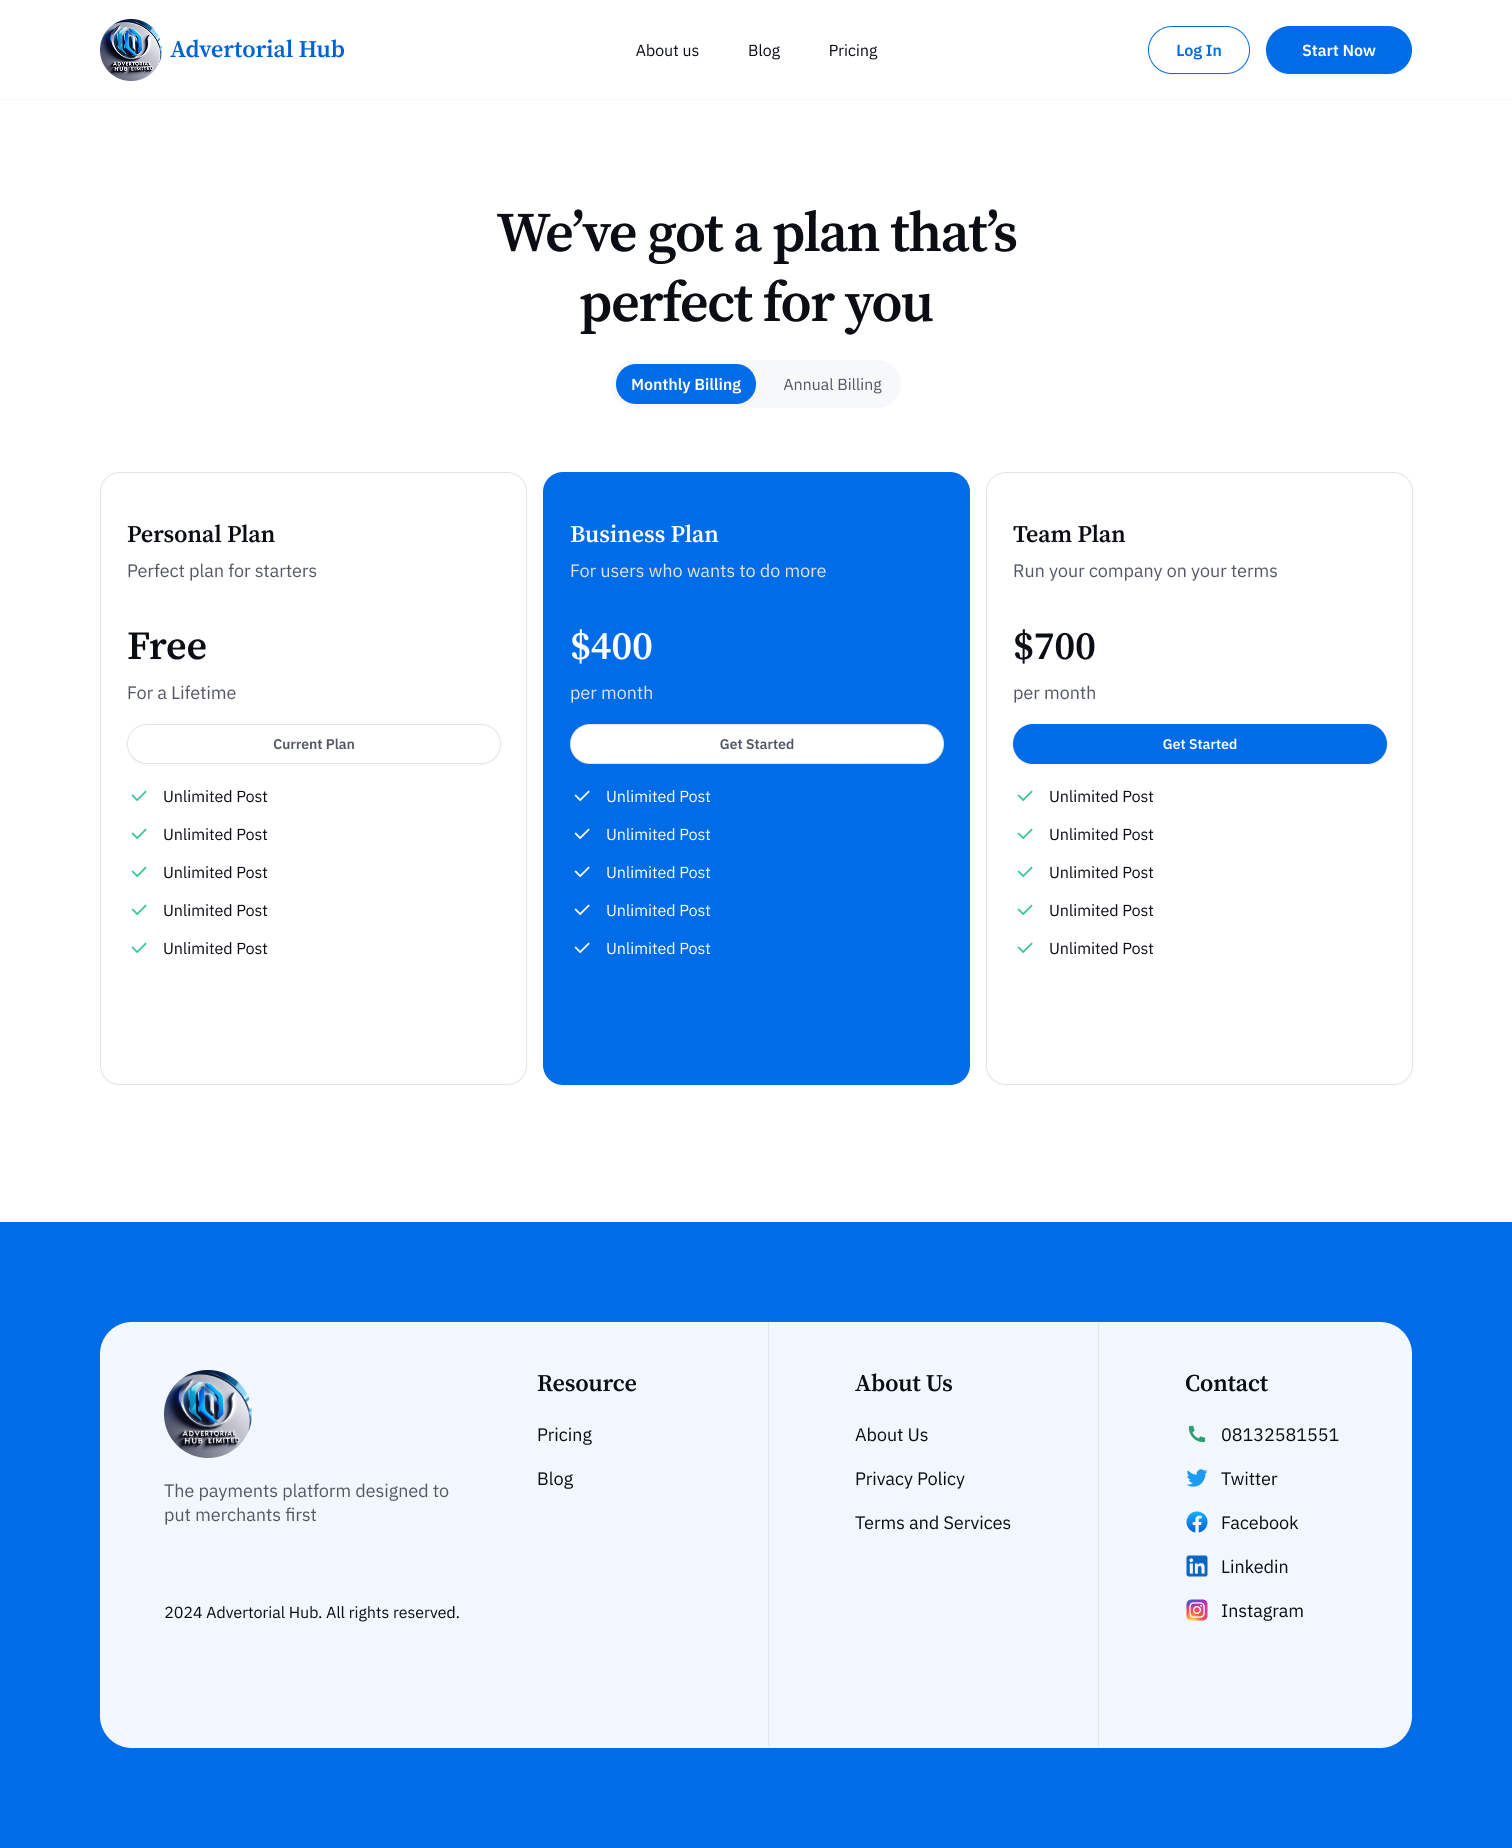 ADVERTORIAL
HUB LIMITED
Advertorial Hub
About us
Blog
Pricing
Log In
Start Now
We’ve got a plan that’s
perfect for you
Monthly Billing
Annual Billing
Personal Plan
Perfect plan for starters
Free
For a Lifetime
Current Plan
Unlimited Post
Unlimited Post
Unlimited Post
Unlimited Post
Unlimited Post
Business Plan
For users who wants to do more
$400
per month
Get Started
Unlimited Post
Unlimited Post
Unlimited Post
Unlimited Post
Unlimited Post
Team Plan
Run your company on your terms
$700
per month
Get Started
Unlimited Post
Unlimited Post
Unlimited Post
Unlimited Post
Unlimited Post
ADVERTORIAL
HUB LIMITED
The payments platform designed to
put merchants first
2024 Advertorial Hub. All rights reserved.
Resource
Pricing
Blog
About Us
About Us
Privacy Policy
Terms and Services
Contact
08132581551
Twitter
Facebook
Linkedin
Instagram